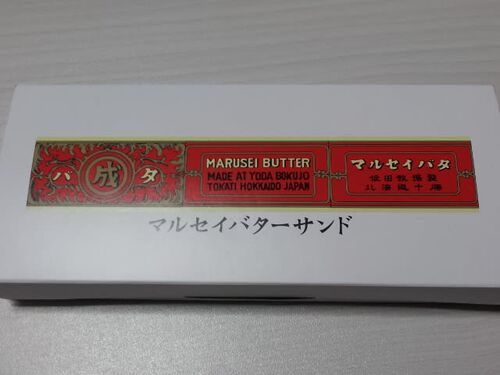 バ成タ
MARUSEI BUTTER
MADE AT YODA BOKUJO
TOKATI HOKKAIDO JAPAN
マルセイバタ
依田牧場製
北海道十勝
マルセイバターサンド